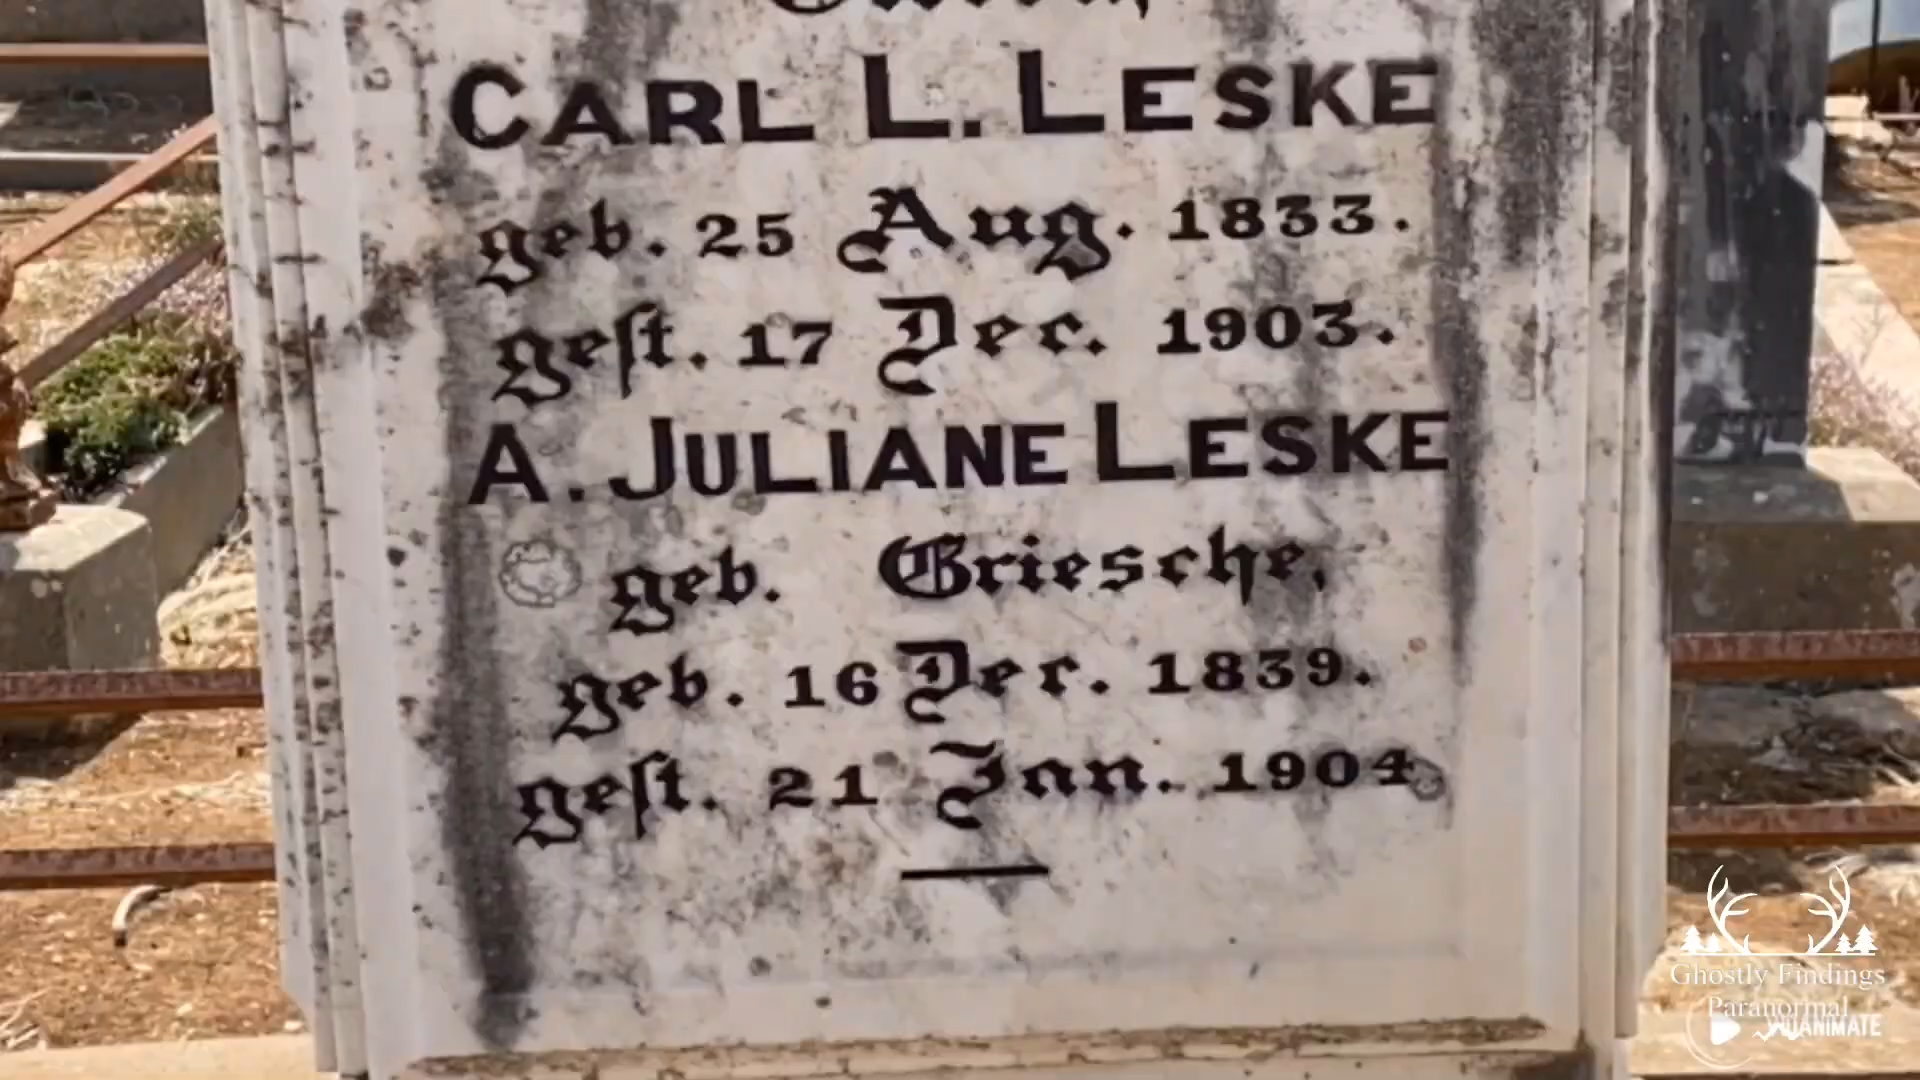 CARL L. LESKE
geb. 25 Aug. 1833.
gest. 17 Dec. 1903.
A. JULIANE LESKE
geb. Griesche,
geb. 16 Dec. 1839.
gest. 21 Jan. 1904
Ghostly Findings
Paranormal